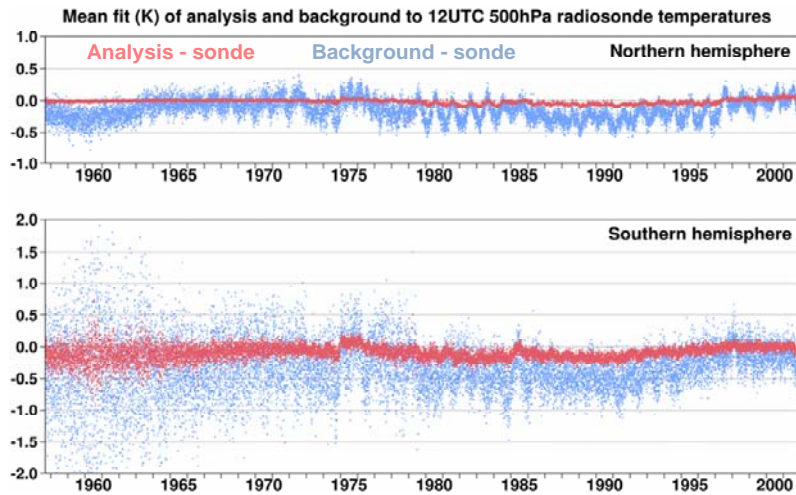 Mean fit (K) of analysis and background to 12UTC 500hPa radiosonde temperatures
Analysis - sonde Background - sonde Northern hemisphere
1.0
0.5
0.0
-0.5
-1.0
1960 1965 1970 1975 1980 1985 1990 1995 2000
Southern hemisphere
2.0
1.5
1.0
0.5
0.0
-0.5
-1.0
-1.5
-2.0
1960 1965 1970 1975 1980 1985 1990 1995 2000